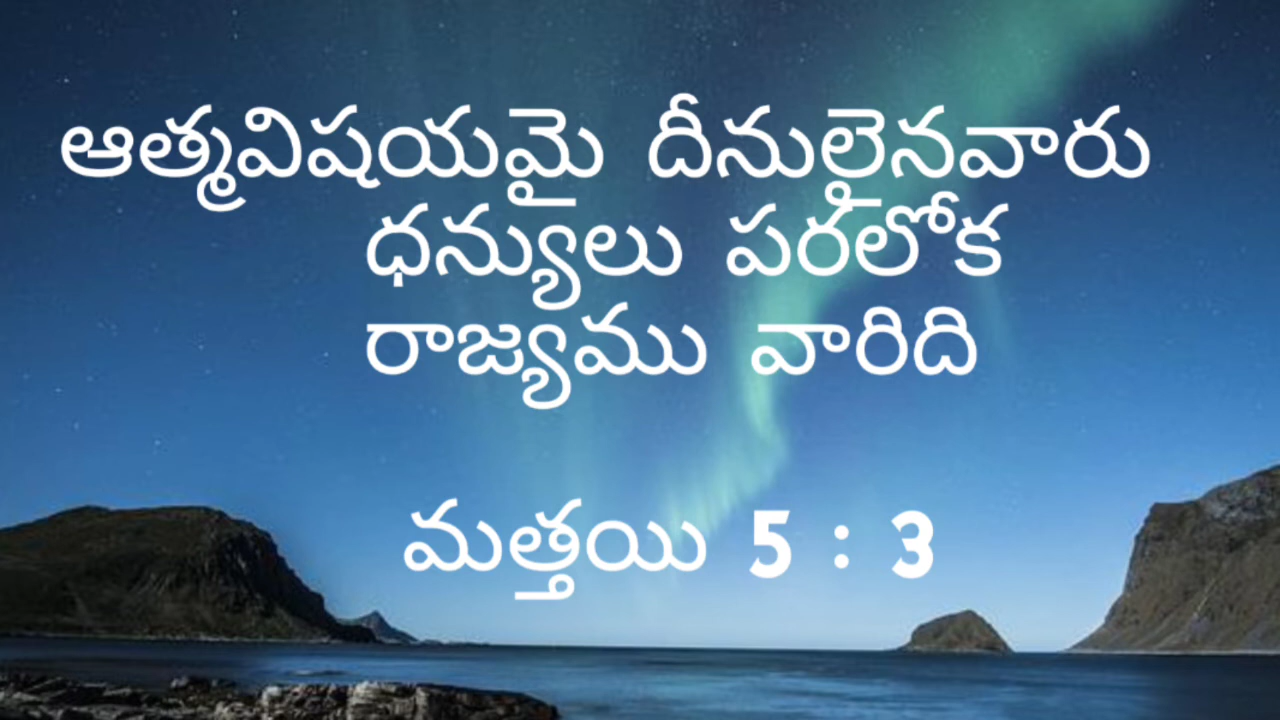 ఆత్మవిషయమై దీనులైనవారు
ధన్యులు పరలోక
రాజ్యము వారిది
మత్తయి 5 : 3